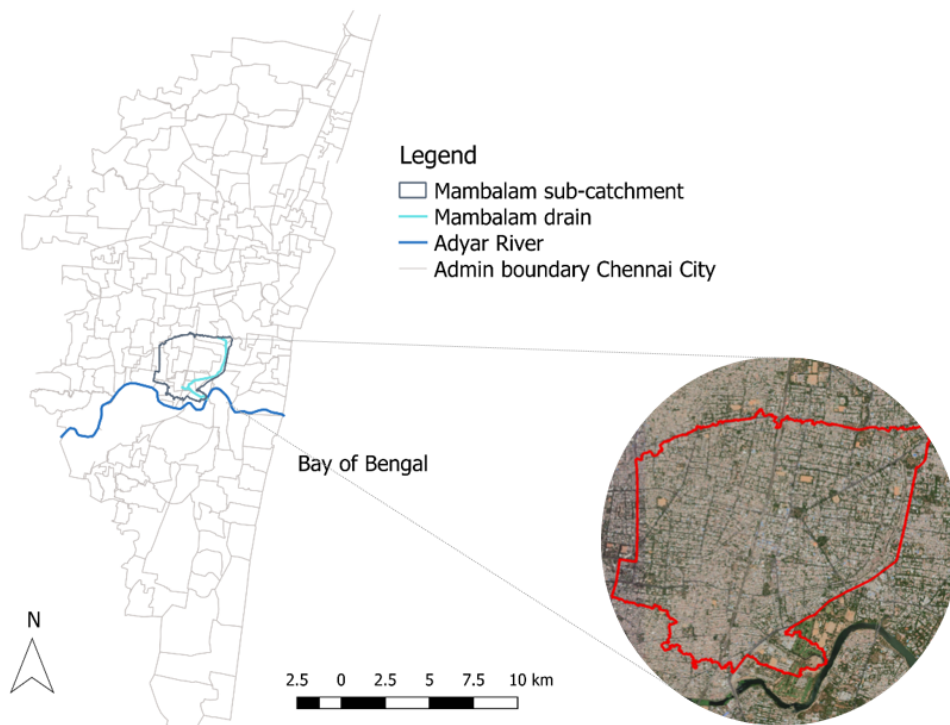 Legend
Mambalam sub-catchment
Mambalam drain
Adyar River
Admin boundary Chennai City
Bay of Bengal
N
2.5 0 2.5 5 7.5 10 km